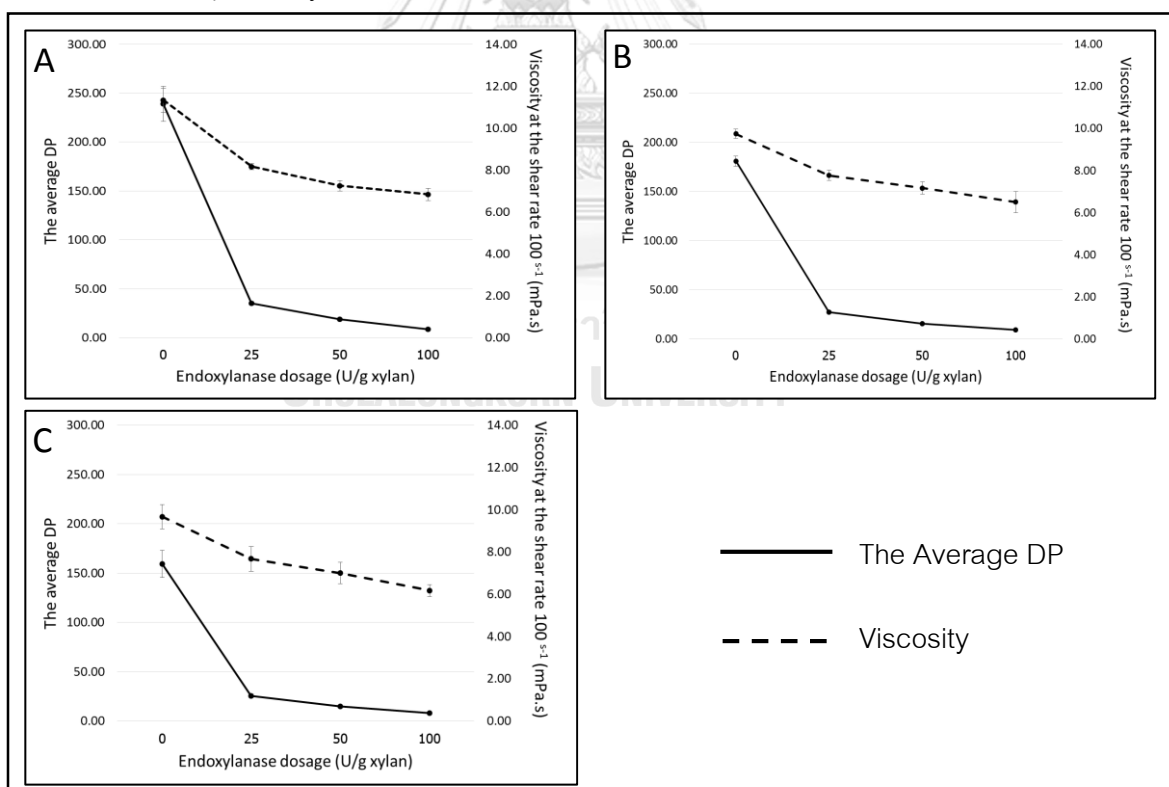 A
300.00
250.00
200.00
150.00
100.00
50.00
0.00
14.00
12.00
10.00
8.00
6.00
4.00
2.00
0.00
The average DP
Viscosity at the shear rate 100 s-1 (mPa.s)
0 25 50 100
Endoxylanase dosage (U/g xylan)
B
300.00
250.00
200.00
150.00
100.00
50.00
0.00
14.00
12.00
10.00
8.00
6.00
4.00
2.00
0.00
The average DP
Viscosity at the shear rate 100 s-1 (mPa.s)
0 25 50 100
Endoxylanase dosage (U/g xylan)
C
300.00
250.00
200.00
150.00
100.00
50.00
0.00
14.00
12.00
10.00
8.00
6.00
4.00
2.00
0.00
The average DP
Viscosity at the shear rate 100 s-1 (mPa.s)
0 25 50 100
Endoxylanase dosage (U/g xylan)
The Average DP
Viscosity